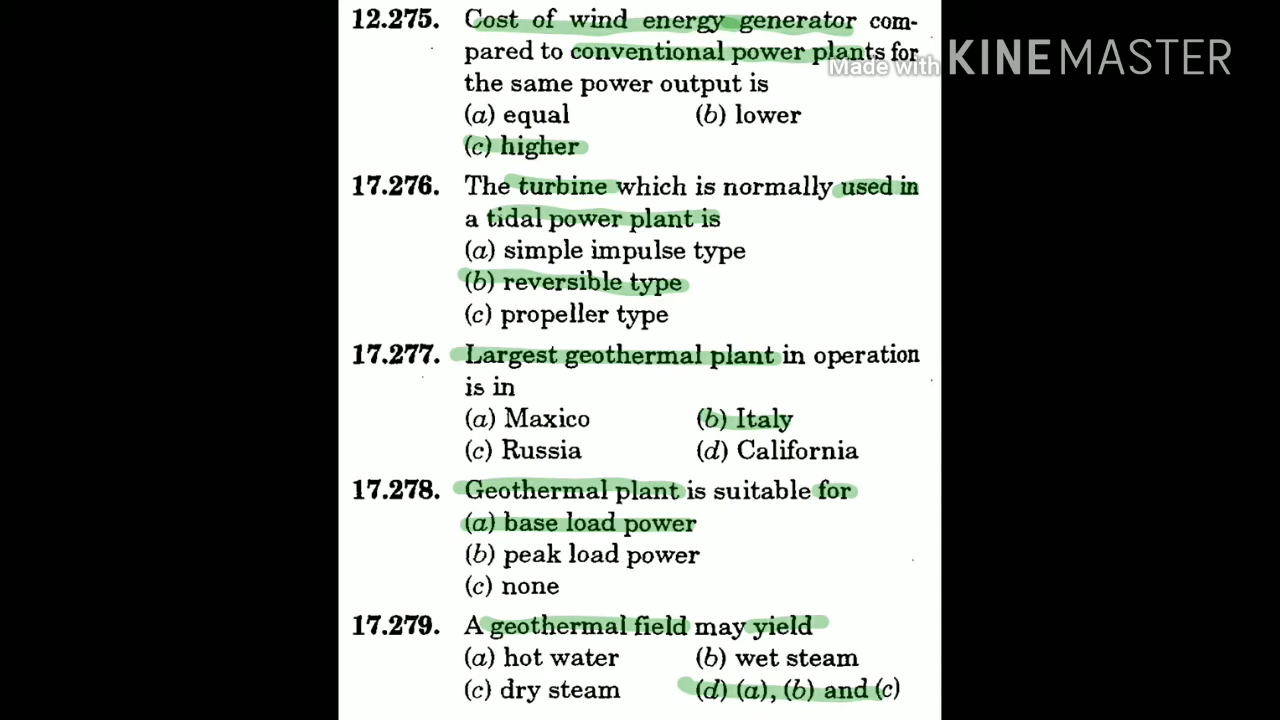 12.275. Cost of wind energy generator com-
pared to conventional power plants for
Made with KINEMASTER
the same power output is
(a) equal (b) lower
(c) higher
17.276. The turbine which is normally used in
a tidal power plant is
(a) simple impulse type
(b) reversible type
(c) propeller type
17.277. Largest geothermal plant in operation
is in
(a) Maxico (b) Italy
(c) Russia (d) California
17.278. Geothermal plant is suitable for
(a) base load power
(b) peak load power
(c) none
17.279. A geothermal field may yield
(a) hot water (b) wet steam
(c) dry steam (d) (a), (b) and (c)